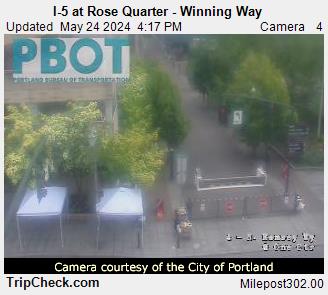 I-5 at Rose Quarter - Winning Way
Updated May 24 2024 4:17 PM Camera 4
PBOT
PORTLAND BUREAU OF TRANSPORTATION
Camera courtesy of the City of Portland
TripCheck.com Milepost302.00